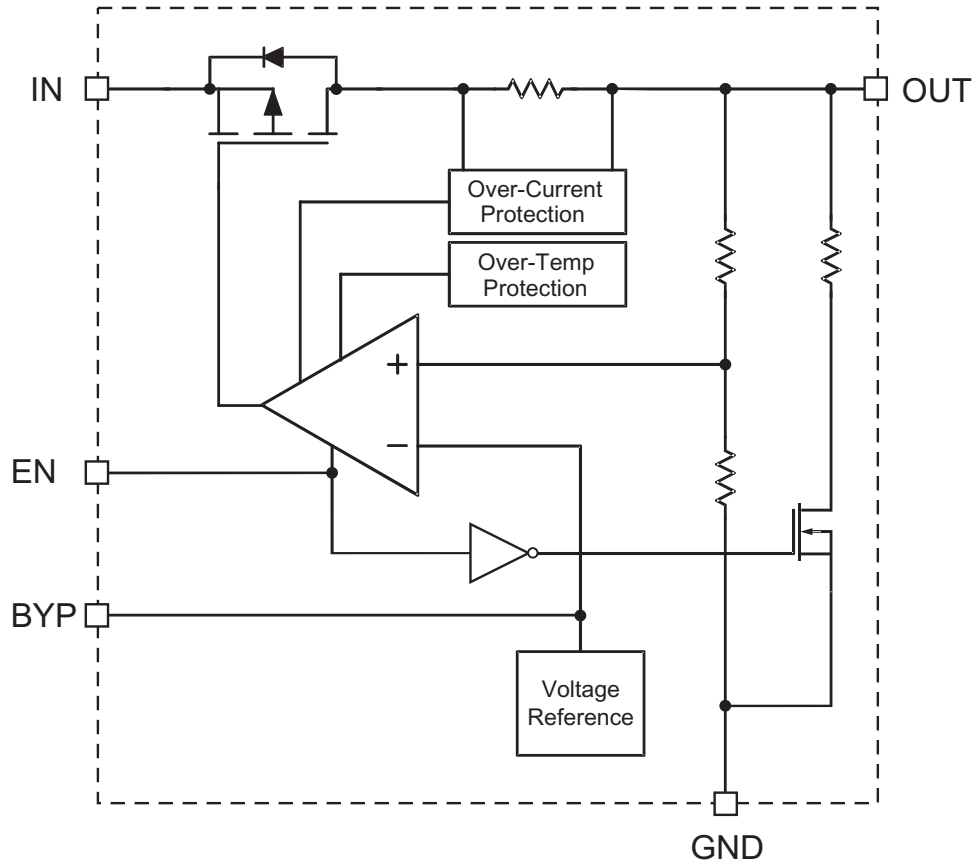 IN
OUT
Over-Current
Protection
Over-Temp
Protection
+
−
EN
BYP
Voltage
Reference
GND